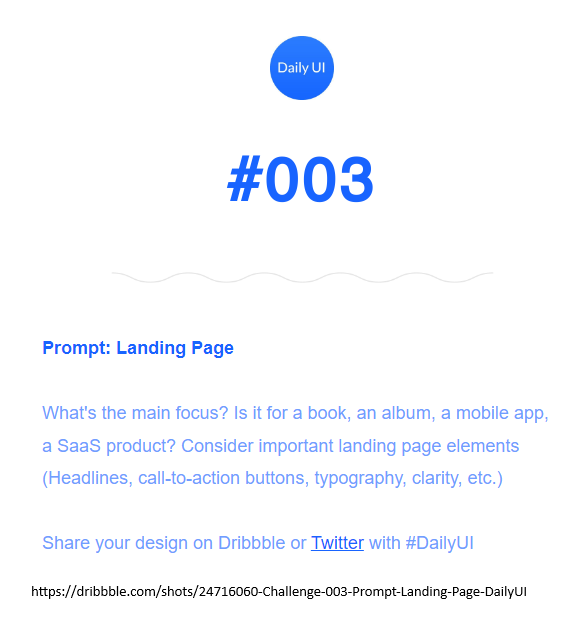 Daily UI
#003
Prompt: Landing Page
What's the main focus? Is it for a book, an album, a mobile app,
a SaaS product? Consider important landing page elements
(Headlines, call-to-action buttons, typography, clarity, etc.)
Share your design on Dribbble or Twitter with #DailyUI
https://dribbble.com/shots/24716060-Challenge-003-Prompt-Landing-Page-DailyUI